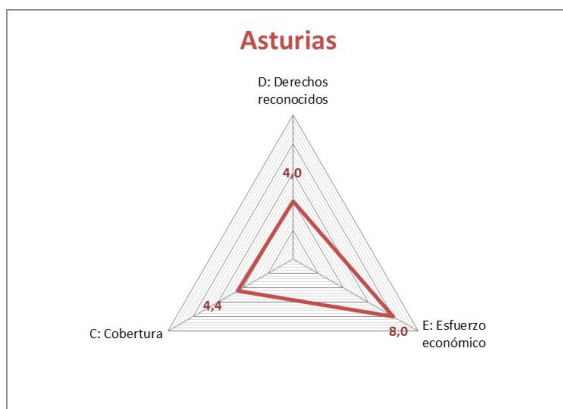 Asturias
D: Derechos
reconocidos
4,0
4,4
C: Cobertura
8,0
E: Esfuerzo
económico